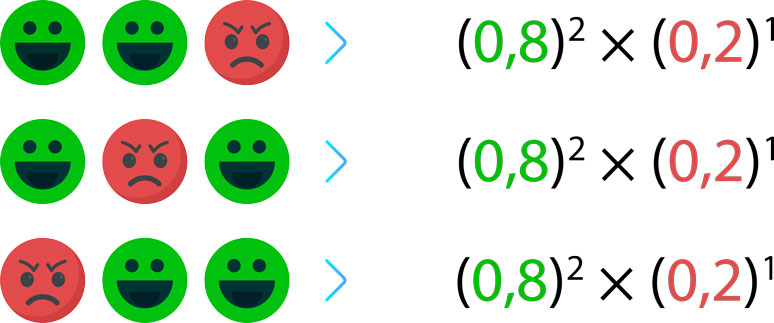 > (0,8)² × (0,2)¹
> (0,8)² × (0,2)¹
> (0,8)² × (0,2)¹